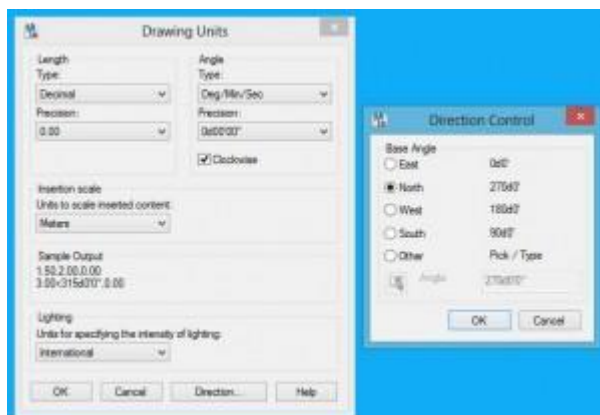 Drawing Units
Length
Type:
Decimal
Precision:
0.00
Angle
Type:
Deg/Min/Sec
Precision:
0d00'00"
Clockwise
Insertion scale
Units to scale inserted content:
Meters
Sample Output
1.50,2.00,0.00
3.00<315d0'0",0.00
Lighting
Units for specifying the intensity of lighting:
International
OK
Cancel
Direction...
Help
Direction Control
Base Angle
East 0d0'
North 270d0'
West 180d0'
South 90d0'
Other Pick / Type
Angle 270d0'0"
OK
Cancel